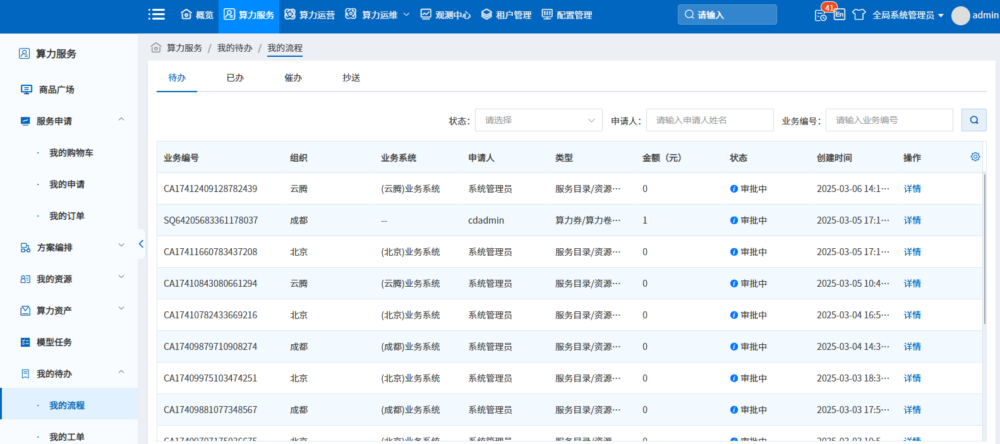 概览 算力服务 算力运营 算力运维 观测中心 租户管理 配置管理 请输入 41 En 全局系统管理员 admin
算力服务
商品广场
服务申请
· 我的购物车
· 我的申请
· 我的订单
方案编排
我的资源
算力资产
模型任务
我的待办
· 我的流程
· 我的工单
算力服务 / 我的待办 / 我的流程
待办 已办 催办 抄送
状态: 请选择 申请人: 请输入申请人姓名 业务编号: 请输入业务编号
业务编号 组织 业务系统 申请人 类型 金额（元） 状态 创建时间 操作
CA17412409128782439 云腾 (云腾)业务系统 系统管理员 服务目录/资源… 0 审批中 2025-03-06 14:1… 详情
SQ64205683361178037 成都 -- cdadmin 算力券/算力卷… 1 审批中 2025-03-05 17:1… 详情
CA17411660783437208 北京 (北京)业务系统 系统管理员 服务目录/资源… 0 审批中 2025-03-05 17:1… 详情
CA17410843080661294 云腾 (云腾)业务系统 系统管理员 服务目录/资源… 0 审批中 2025-03-05 10:4… 详情
CA17410782433669216 北京 (北京)业务系统 系统管理员 服务目录/资源… 0 审批中 2025-03-04 16:5… 详情
CA17409879710908274 成都 (成都)业务系统 系统管理员 服务目录/资源… 0 审批中 2025-03-04 14:3… 详情
CA17409975103474251 北京 (北京)业务系统 系统管理员 服务目录/资源… 0 审批中 2025-03-03 18:3… 详情
CA17409881077348567 成都 (成都)业务系统 系统管理员 服务目录/资源… 0 审批中 2025-03-03 17:5… 详情
北京 (北京)业务系统 系统管理员 服务目录/资源… 0 审批中 详情